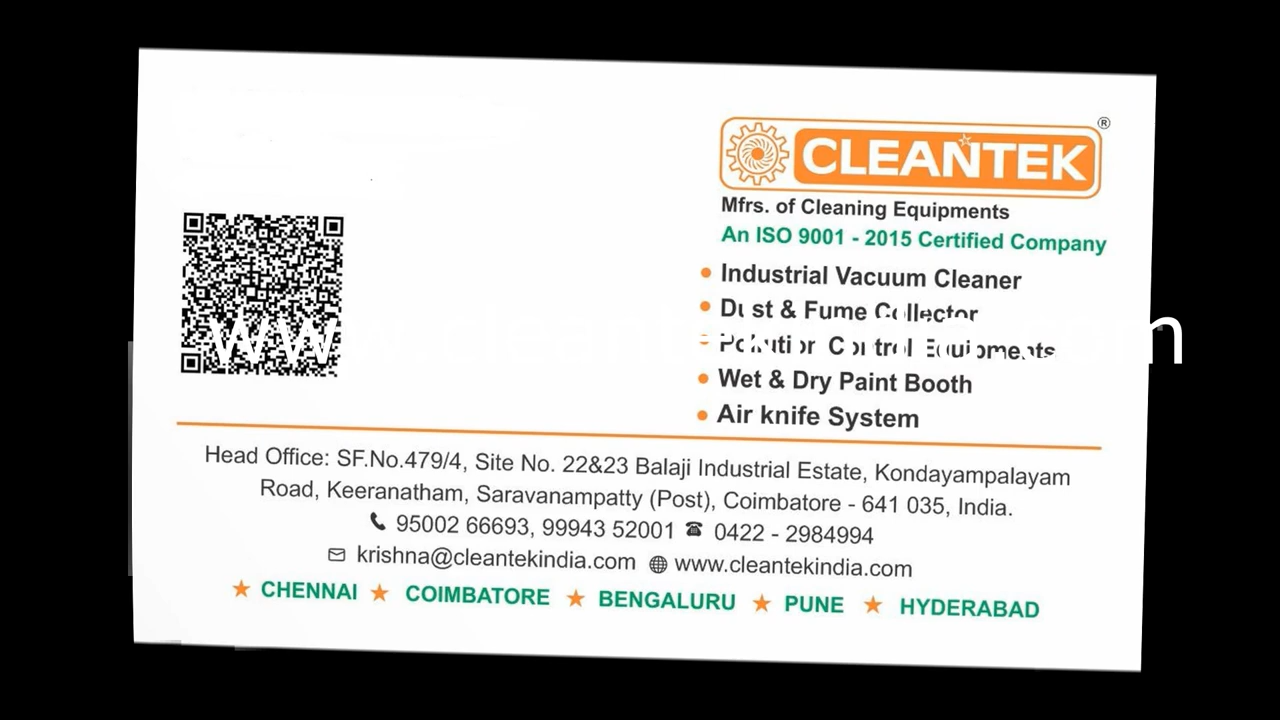 CLEANTEK ®
Mfrs. of Cleaning Equipments
An ISO 9001 - 2015 Certified Company
Industrial Vacuum Cleaner
Dust & Fume Collector
Pollution Control Equipments
Wet & Dry Paint Booth
Air knife System
Head Office: SF.No.479/4, Site No. 22&23 Balaji Industrial Estate, Kondayampalayam
Road, Keeranatham, Saravanampatty (Post), Coimbatore - 641 035, India.
95002 66693, 99943 52001 0422 - 2984994
krishna@cleantekindia.com www.cleantekindia.com
CHENNAI COIMBATORE BENGALURU PUNE HYDERABAD